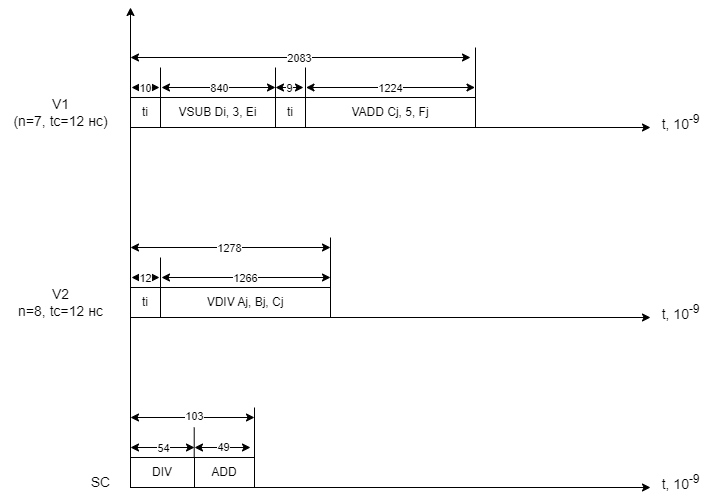 2083
10
840
9
1224
V1
(n=7, tc=12 нс)
ti
VSUB Di, 3, Ei
ti
VADD Cj, 5, Fj
t, 10-9
1278
12
1266
V2
n=8, tc=12 нс
ti
VDIV Aj, Bj, Cj
t, 10-9
103
54
49
SC
DIV
ADD
t, 10-9